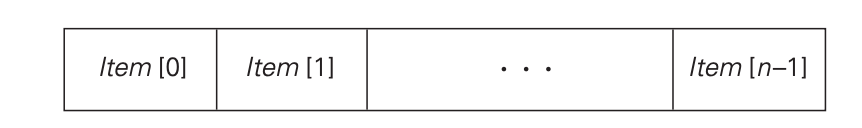 Item [0] Item [1] . . . Item [n–1]